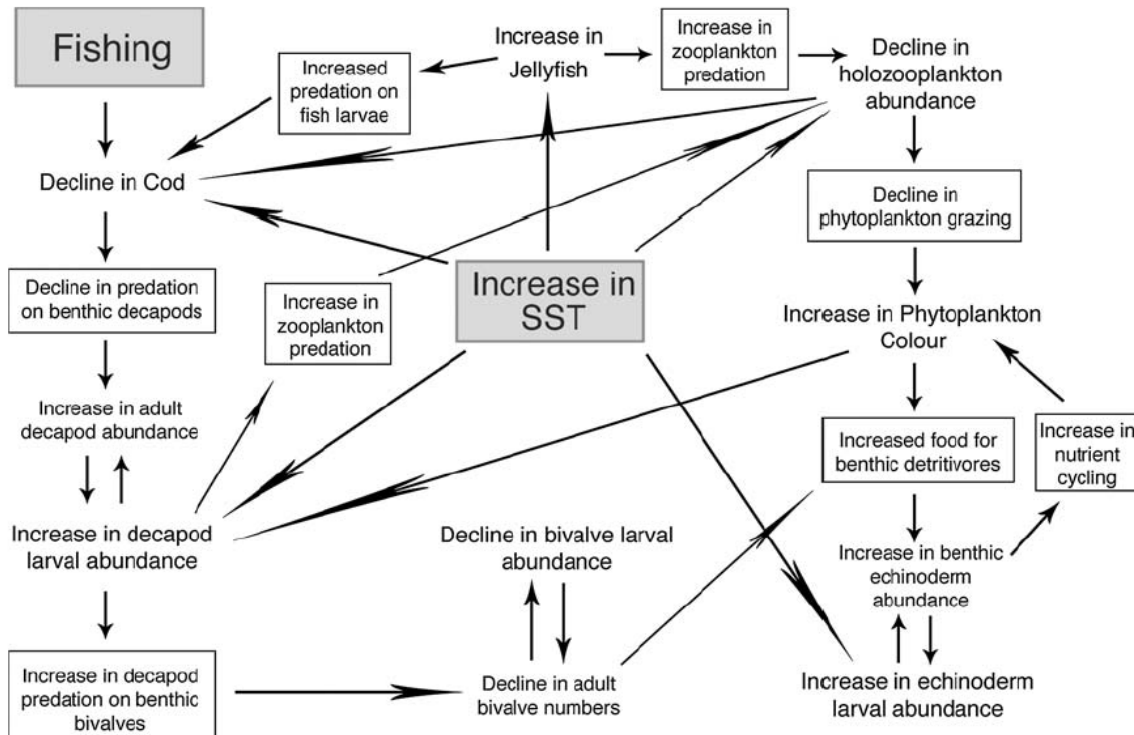 Fishing
Increased
predation on
fish larvae
Increase in
Jellyfish
Increase in
zooplankton
predation
Decline in
holozooplankton
abundance
Decline in Cod
Decline in
phytoplankton grazing
Decline in predation
on benthic decapods
Increase in
zooplankton
predation
Increase in
SST
Increase in Phytoplankton
Colour
Increase in adult
decapod abundance
Increased food for
benthic detritivores
Increase in
nutrient
cycling
Increase in decapod
larval abundance
Decline in bivalve larval
abundance
Increase in benthic
echinoderm
abundance
Increase in decapod
predation on benthic
bivalves
Decline in adult
bivalve numbers
Increase in echinoderm
larval abundance